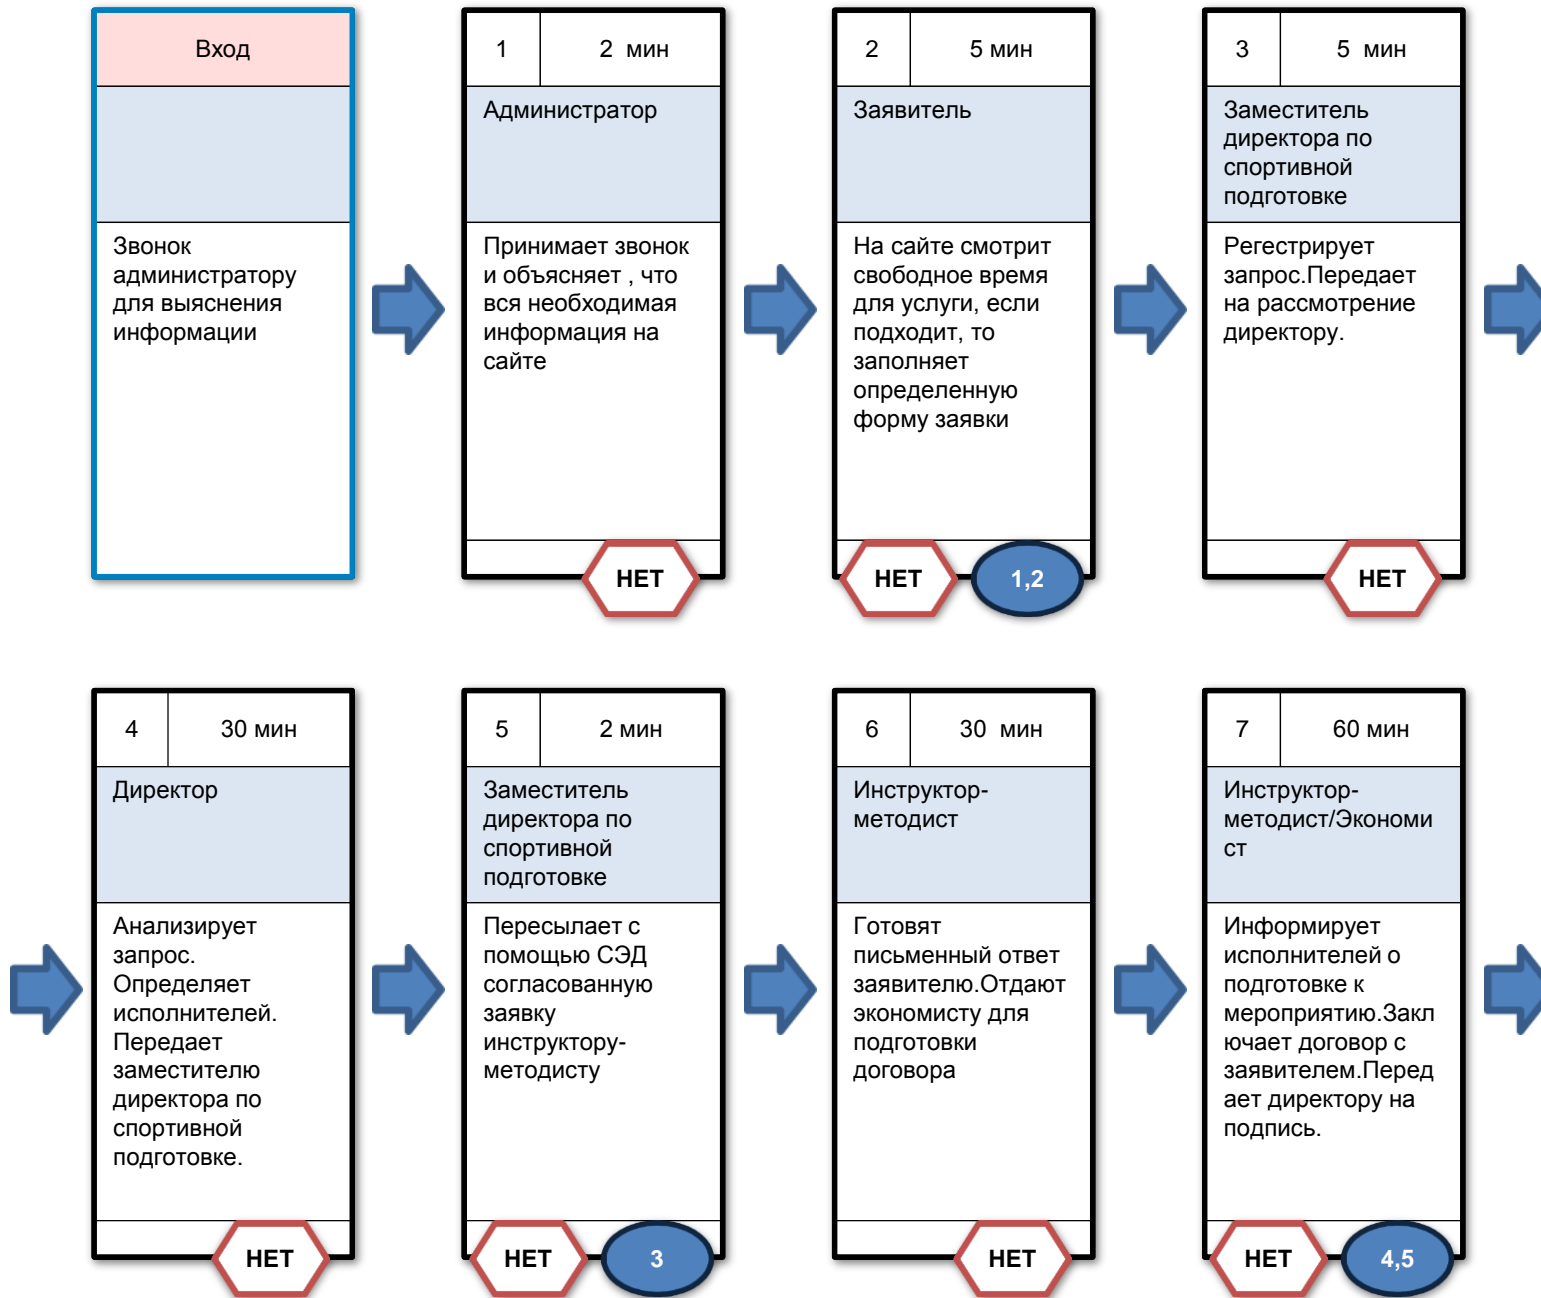 Вход
Звонок
администратору
для выяснения
информации
1
2 мин
Администратор
Принимает звонок
и объясняет , что
вся необходимая
информация на
сайте
НЕТ
2
5 мин
Заявитель
На сайте смотрит
свободное время
для услуги, если
подходит, то
заполняет
определенную
форму заявки
НЕТ
1,2
3
5 мин
Заместитель
директора по
спортивной
подготовке
Регестрирует
запрос.Передает
на рассмотрение
директору.
НЕТ
4
30 мин
Директор
Анализирует
запрос.
Определяет
исполнителей.
Передает
заместителю
директора по
спортивной
подготовке.
НЕТ
5
2 мин
Заместитель
директора по
спортивной
подготовке
Пересылает с
помощью СЭД
согласованную
заявку
инструктору-
методисту
НЕТ
3
6
30 мин
Инструктор-
методист
Готовят
письменный ответ
заявителю.Отдают
экономисту для
подготовки
договора
НЕТ
7
60 мин
Инструктор-
методист/Экономи
ст
Информирует
исполнителей о
подготовке к
мероприятию.Закл
ючает договор с
заявителем.Перед
ает директору на
подпись.
НЕТ
4,5